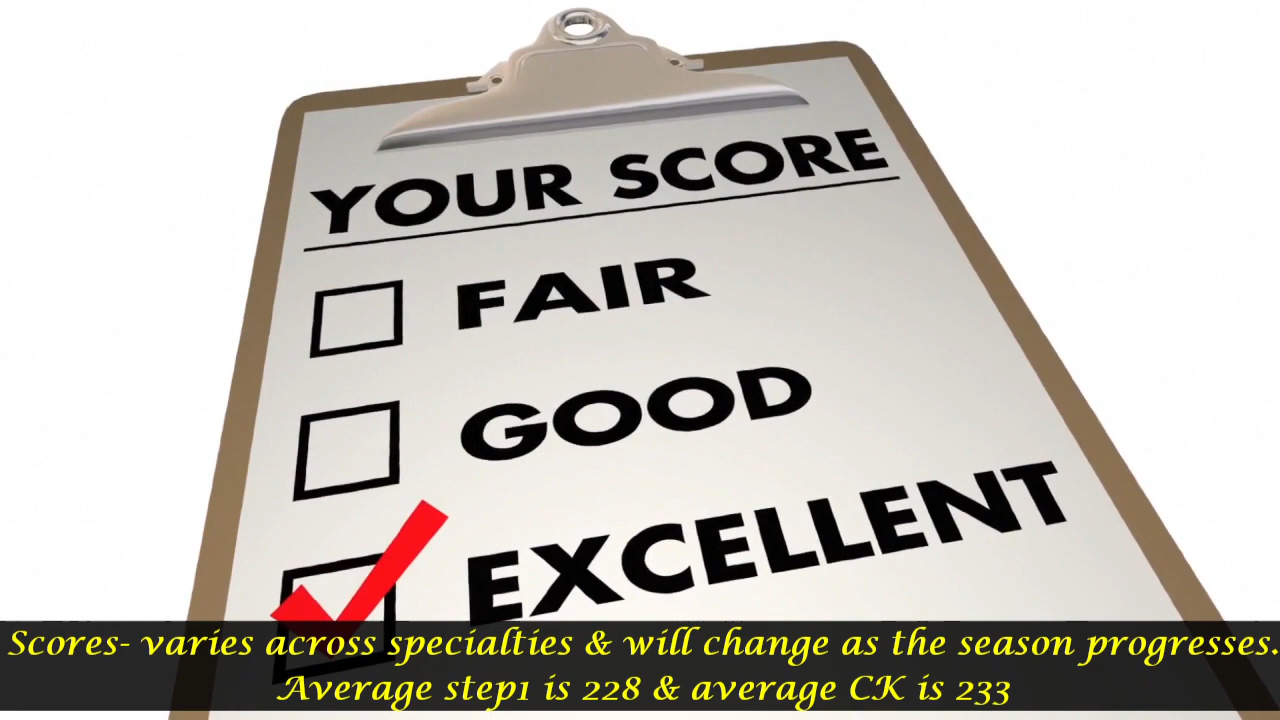 YOUR SCORE
FAIR
GOOD
EXCELLENT
Scores- varies across specialties & will change as the season progresses.
Average step1 is 228 & average CK is 233